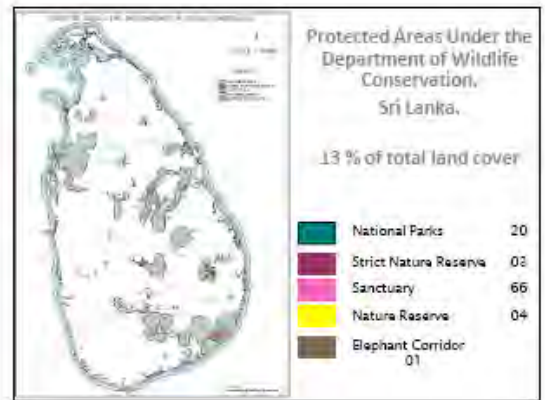 Protected Areas Under the
Department of Wildlife
Conservation.
Sri Lanka.
13 % of total land cover
National Parks 20
Strict Nature Reserve 03
Sanctuary 66
Nature Reserve 04
Elephant Corridor
01